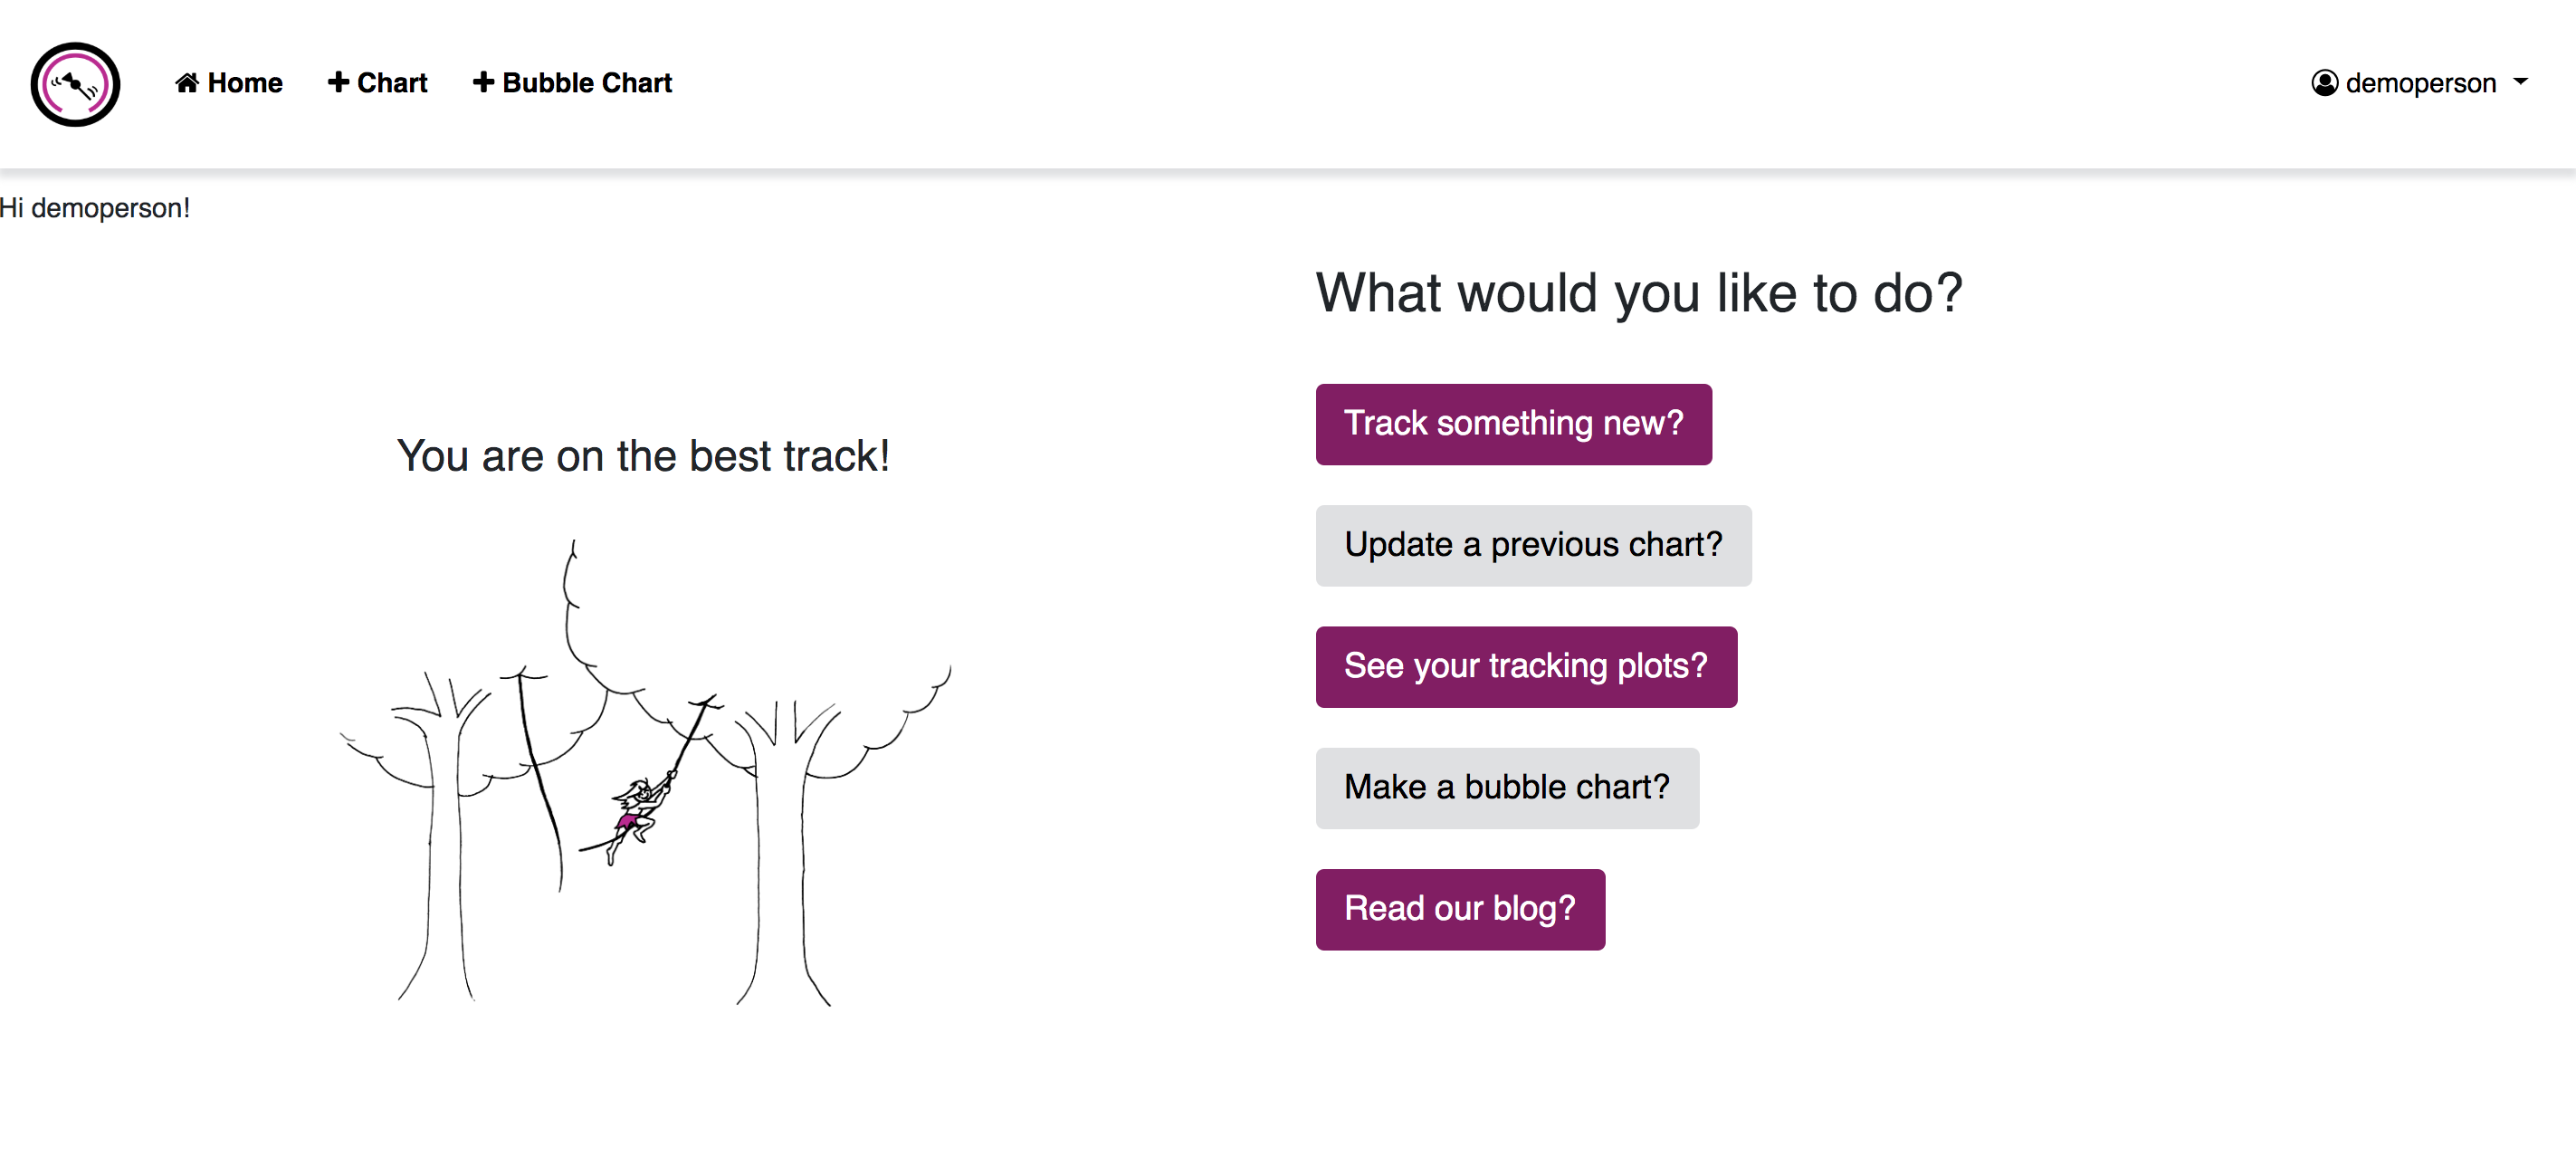 Home
Chart
Bubble Chart
demoperson
Hi demoperson!
You are on the best track!
What would you like to do?
Track something new?
Update a previous chart?
See your tracking plots?
Make a bubble chart?
Read our blog?